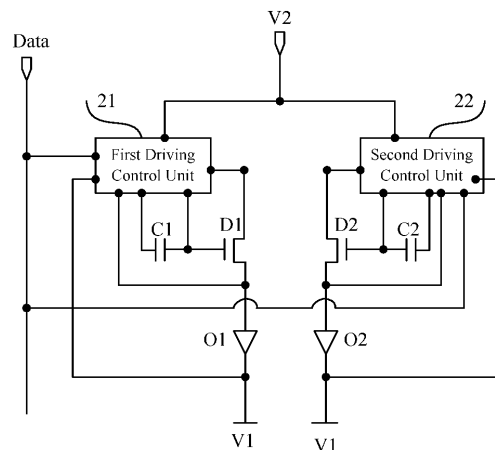 V2
Data
21
22
First Driving
Control Unit
Second Driving
Control Unit
C1
D1
D2
C2
O1
O2
V1
V1